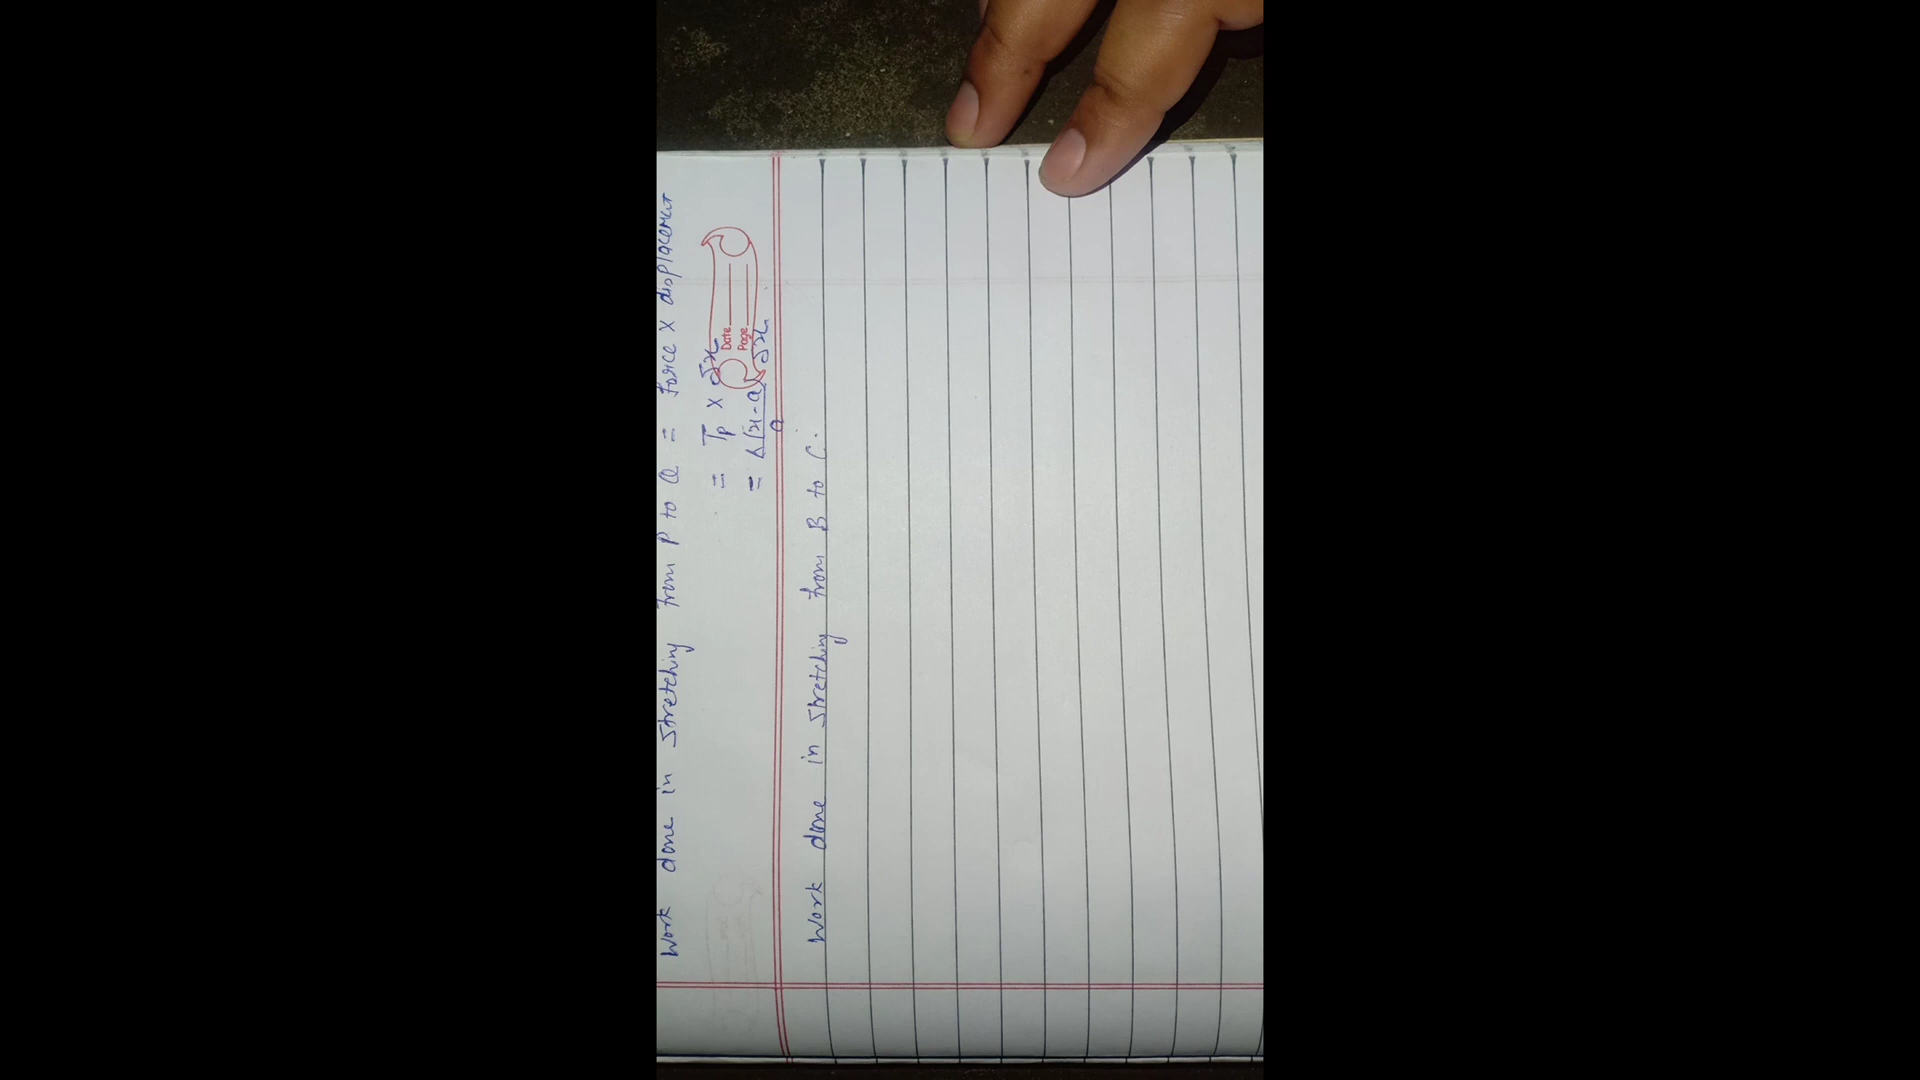 Work done in stretching from P to Q = force x displacement
= Tp x δx
Date
= λ(x-a)/a δx
Page
Work done in stretching from B to C.